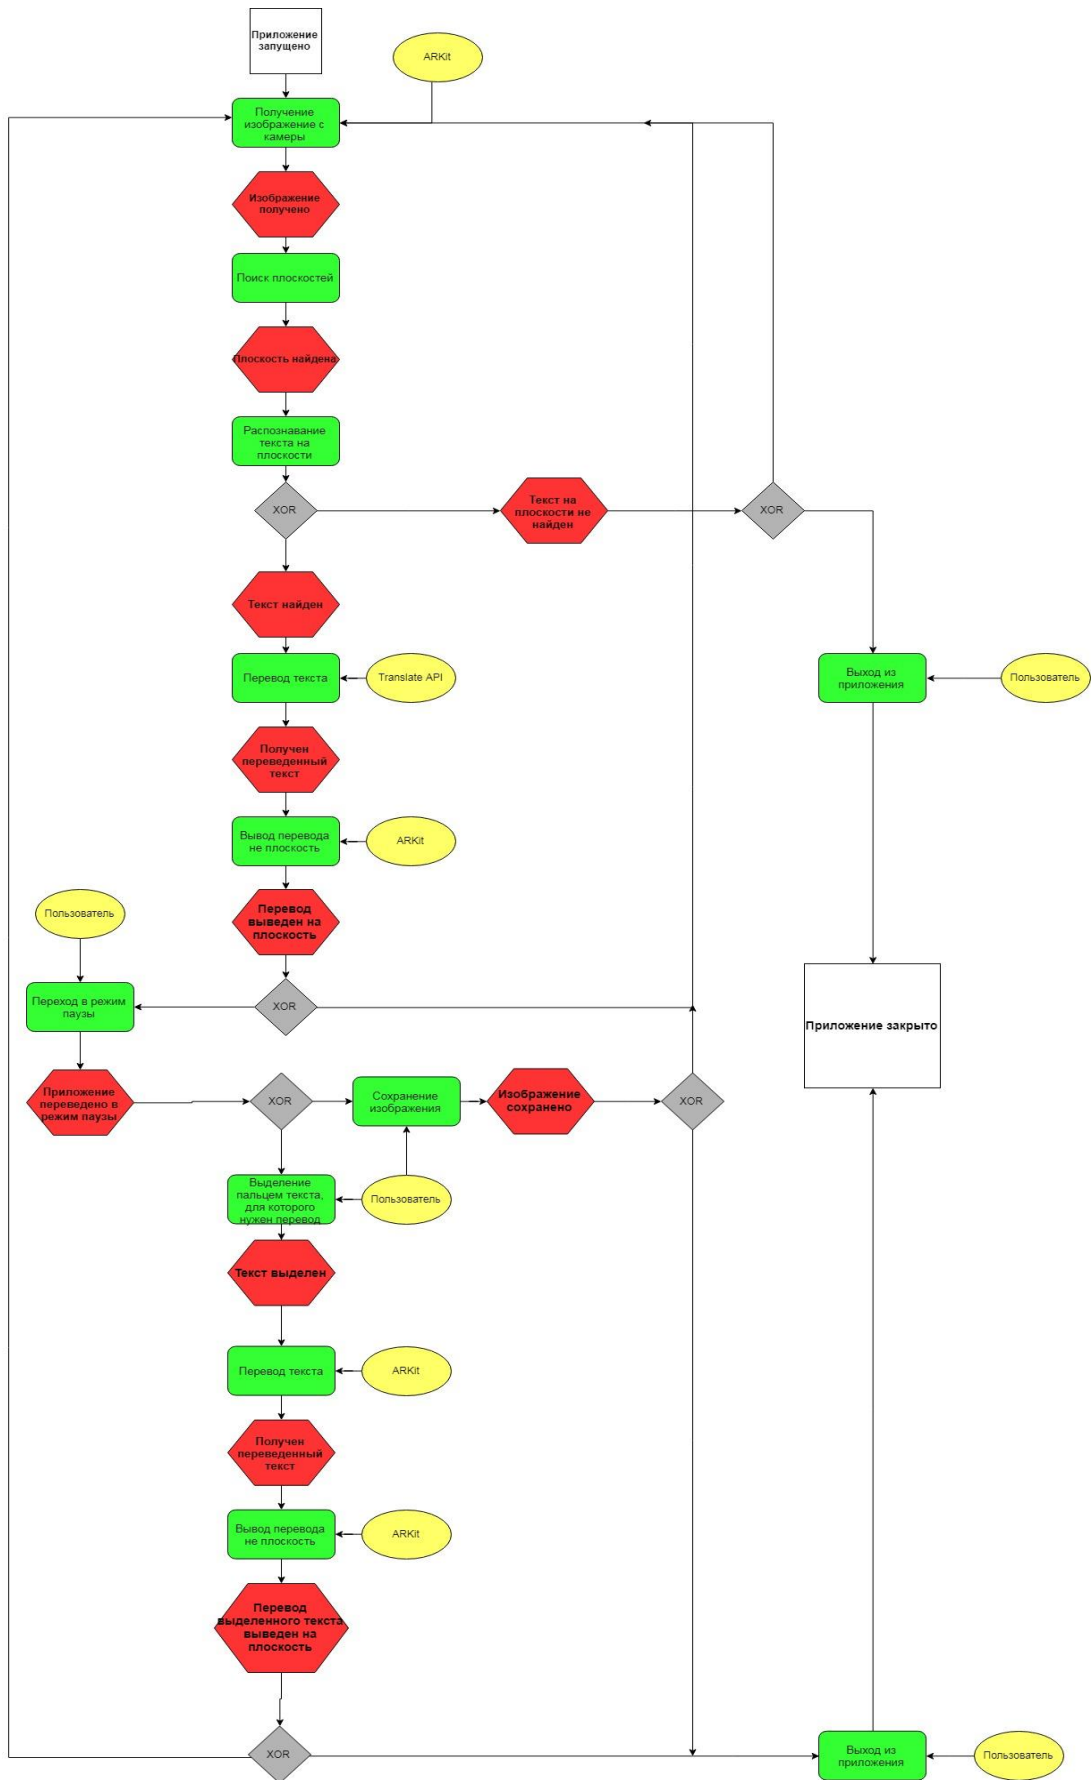 Приложение
запущено
ARKit
Получение
изображение с
камеры
Изображение
получено
Поиск плоскостей
Плоскость найдена
Распознавание
текста на
плоскости
XOR
Текст на
плоскости не
найден
XOR
Текст найден
Перевод текста
Translate API
Выход из
приложения
Пользователь
Получен
переведенный
текст
Вывод перевода
не плоскость
ARKit
Перевод
выведен на
плоскость
Пользователь
Переход в режим
паузы
XOR
Приложение закрыто
Приложение
переведено в
режим паузы
XOR
Сохранение
изображения
Изображение
сохранено
XOR
Выделение
пальцем текста,
для которого
нужен перевод
Пользователь
Текст выделен
Перевод текста
ARKit
Получен
переведенный
текст
Вывод перевода
не плоскость
ARKit
Перевод
выделенного текста
выведен на
плоскость
XOR
Выход из
приложения
Пользователь